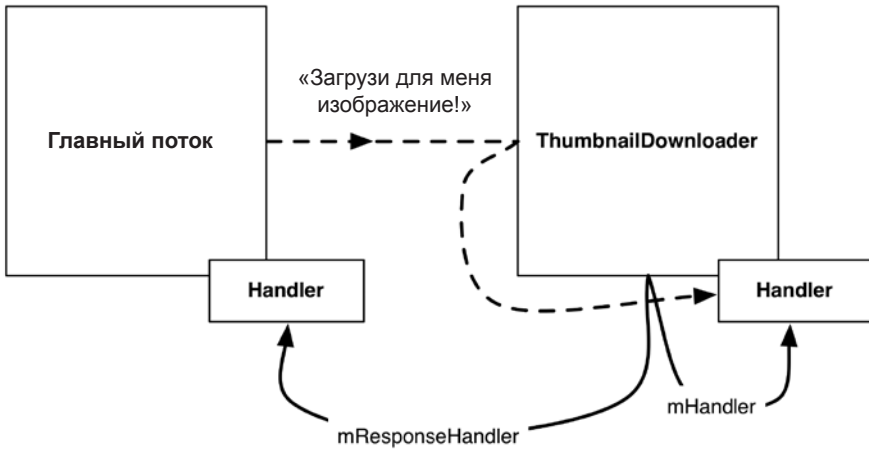 «Загрузи для меня
изображение!»
Главный поток
ThumbnailDownloader
Handler
Handler
mHandler
mResponseHandler